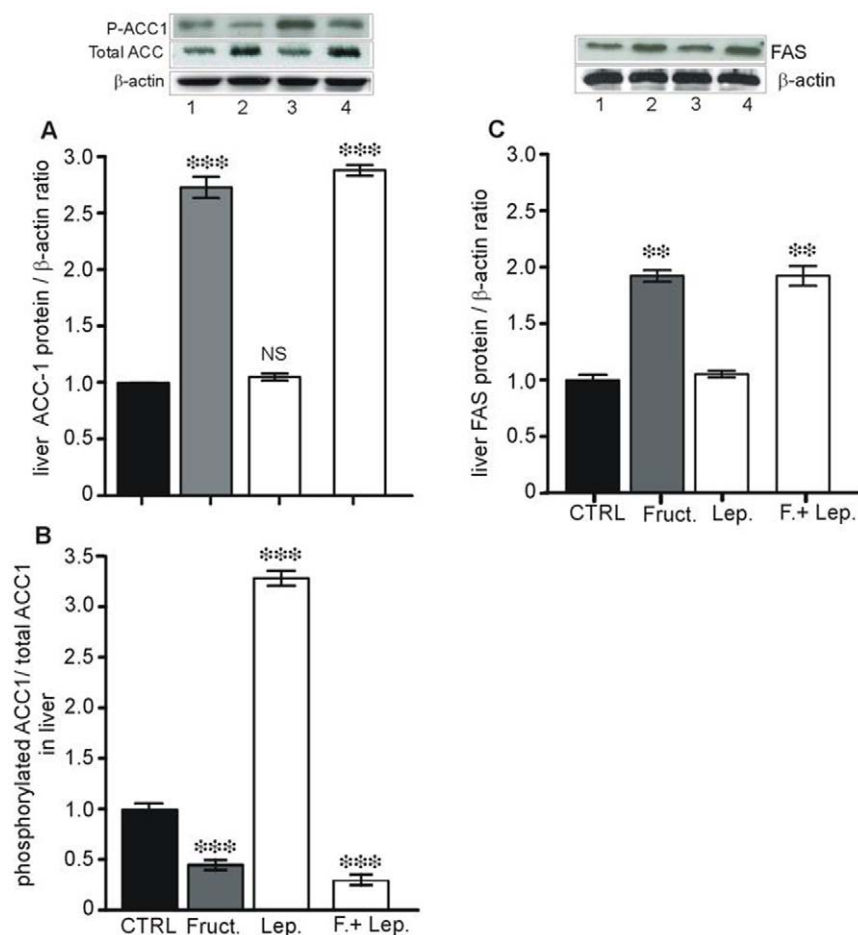 P-ACC1
Total ACC
β-actin
1 2 3 4
FAS
β-actin
1 2 3 4
A
liver ACC-1 protein / β-actin ratio
3.0
2.5
2.0
1.5
1.0
0.5
0
***
NS
***
C
liver FAS protein / β-actin ratio
3.0
2.5
2.0
1.5
1.0
0.5
0
**
**
CTRL Fruct. Lep. F.+ Lep.
B
phosphorylated ACC1/ total ACC1
in liver
3.5
3.0
2.5
2.0
1.5
1.0
0.5
0
***
***
***
CTRL Fruct. Lep. F.+ Lep.